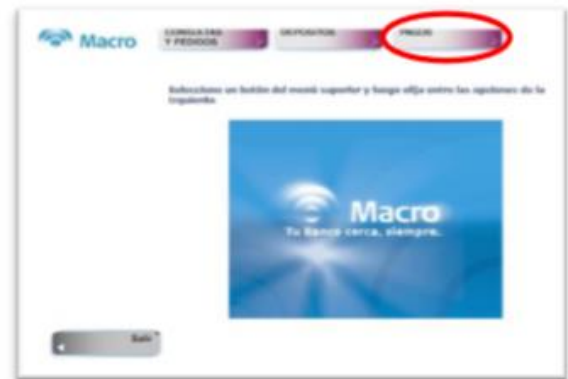 Macro
CONSULTAS
Y PEDIDOS
DEPOSITOS
PAGOS
Seleccione un botón del menú superior y luego elija entre las opciones de la
izquierda
Macro
Tu Banco cerca, siempre.
Salir